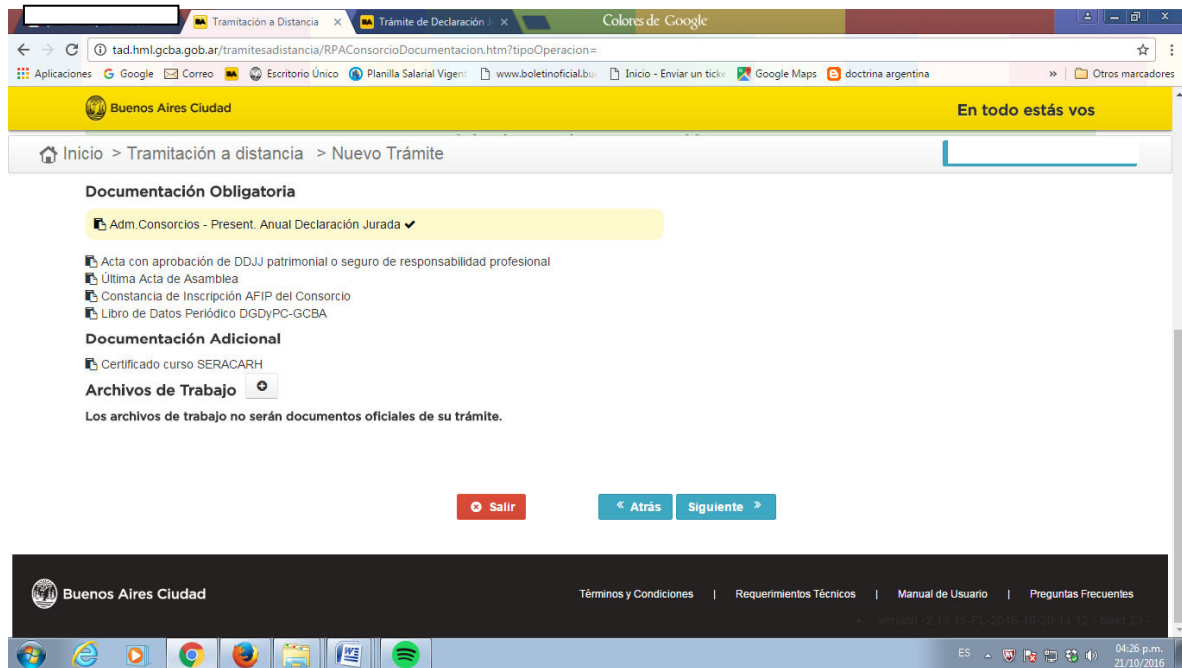 Tramitación a Distancia
Trámite de Declaración J
Colores de Google
tad.hml.gcba.gob.ar/tramitesadistancia/RPAConsorcioDocumentacion.htm?tipoOperacion=
Aplicaciones Google Correo Escritorio Único Planilla Salarial Vigent www.boletinoficial.bu Inicio - Enviar un ticke Google Maps doctrina argentina » Otros marcadores
Buenos Aires Ciudad
En todo estás vos
Inicio > Tramitación a distancia > Nuevo Trámite
Documentación Obligatoria
Adm.Consorcios - Present. Anual Declaración Jurada
Acta con aprobación de DDJJ patrimonial o seguro de responsabilidad profesional
Última Acta de Asamblea
Constancia de Inscripción AFIP del Consorcio
Libro de Datos Periódico DGDyPC-GCBA
Documentación Adicional
Certificado curso SERACARH
Archivos de Trabajo
Los archivos de trabajo no serán documentos oficiales de su trámite.
Salir
« Atrás
Siguiente »
Buenos Aires Ciudad
Términos y Condiciones | Requerimientos Técnicos | Manual de Usuario | Preguntas Frecuentes
ES
04:26 p.m.
21/10/2016